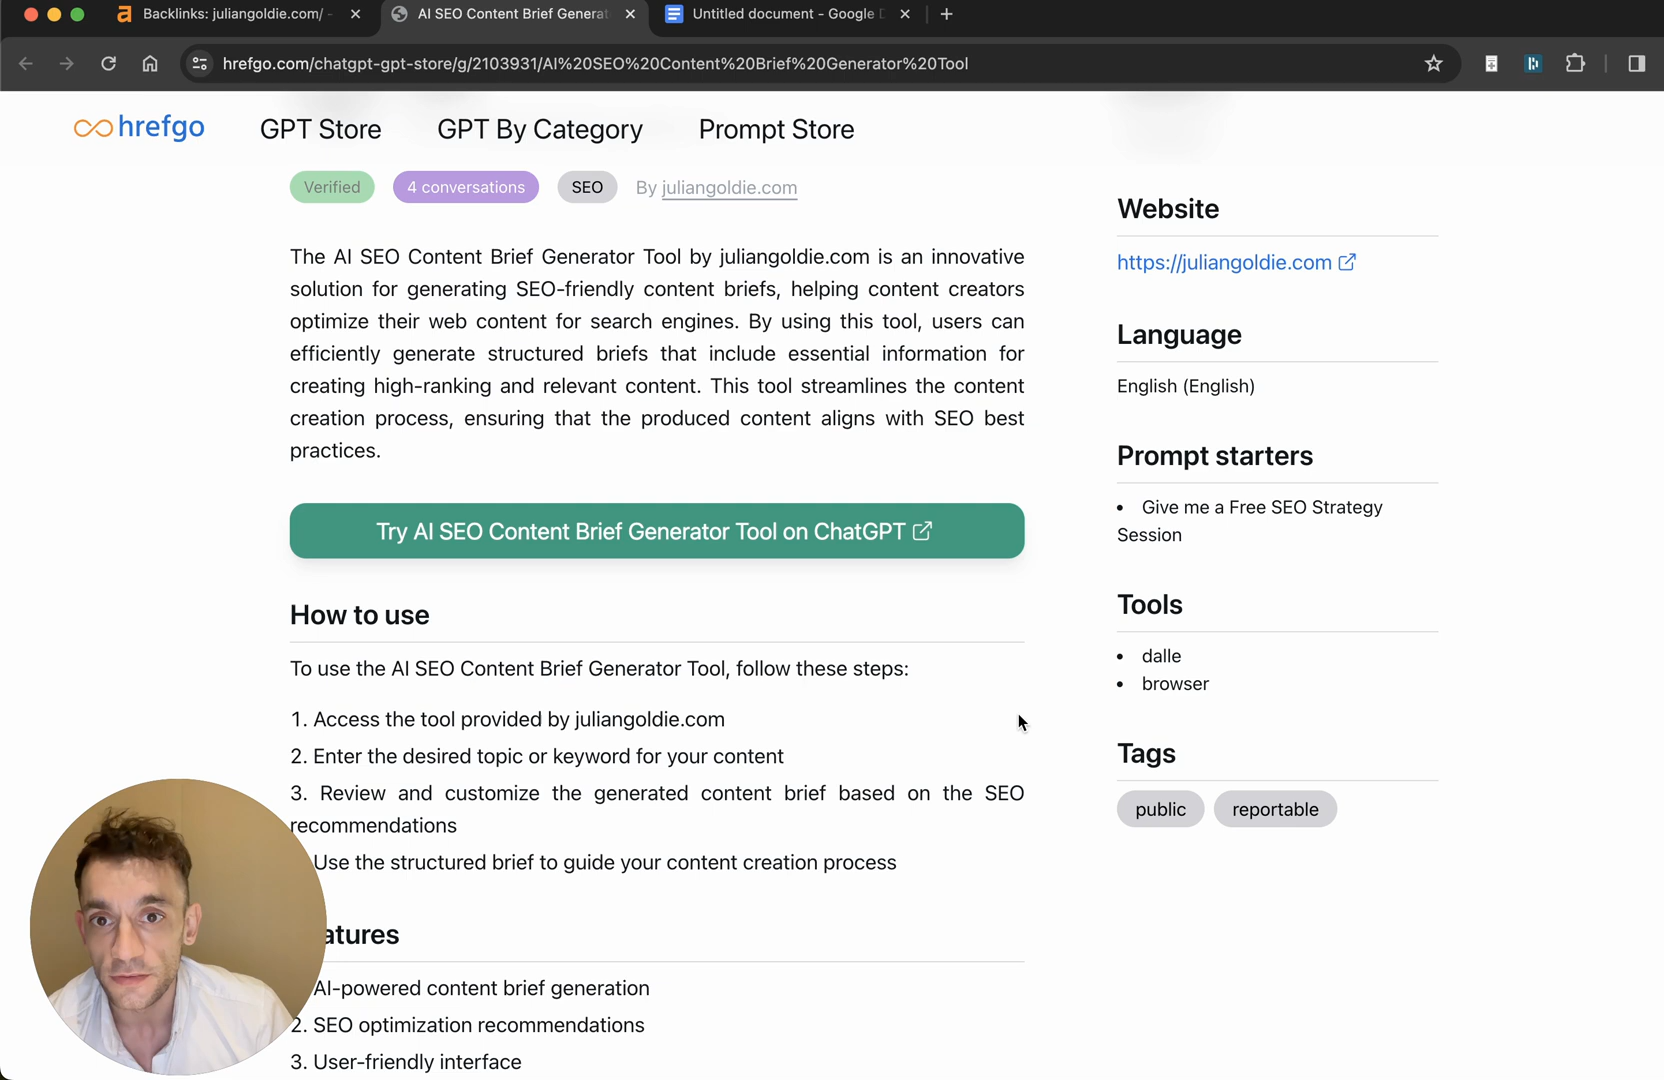 Backlinks: juliangoldie.com/ -
AI SEO Content Brief Generat
Untitled document - Google D
hrefgo.com/chatgpt-gpt-store/g/2103931/AI%20SEO%20Content%20Brief%20Generator%20Tool
hrefgo
GPT Store
GPT By Category
Prompt Store
Verified
4 conversations
SEO
By juliangoldie.com
The AI SEO Content Brief Generator Tool by juliangoldie.com is an innovative
solution for generating SEO-friendly content briefs, helping content creators
optimize their web content for search engines. By using this tool, users can
efficiently generate structured briefs that include essential information for
creating high-ranking and relevant content. This tool streamlines the content
creation process, ensuring that the produced content aligns with SEO best
practices.
Try AI SEO Content Brief Generator Tool on ChatGPT
How to use
To use the AI SEO Content Brief Generator Tool, follow these steps:
1. Access the tool provided by juliangoldie.com
2. Enter the desired topic or keyword for your content
3. Review and customize the generated content brief based on the SEO
recommendations
Use the structured brief to guide your content creation process
atures
AI-powered content brief generation
2. SEO optimization recommendations
3. User-friendly interface
Website
https://juliangoldie.com
Language
English (English)
Prompt starters
• Give me a Free SEO Strategy
Session
Tools
• dalle
• browser
Tags
public
reportable